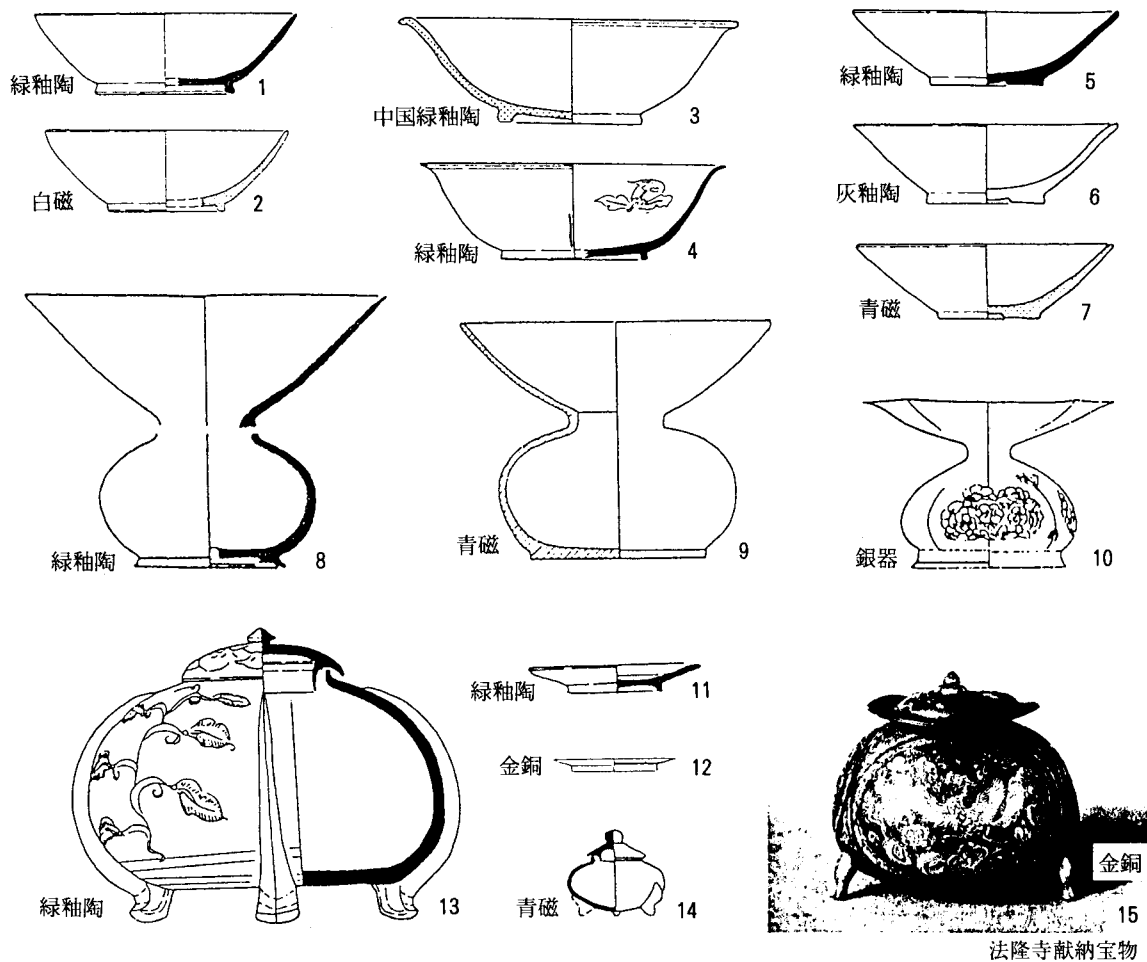 緑釉陶 1
白磁 2
中国緑釉陶 3
緑釉陶 4
緑釉陶 5
灰釉陶 6
青磁 7
緑釉陶 8
青磁 9
銀器 10
緑釉陶 11
金銅 12
緑釉陶 13
青磁 14
金銅
15
法隆寺献納宝物